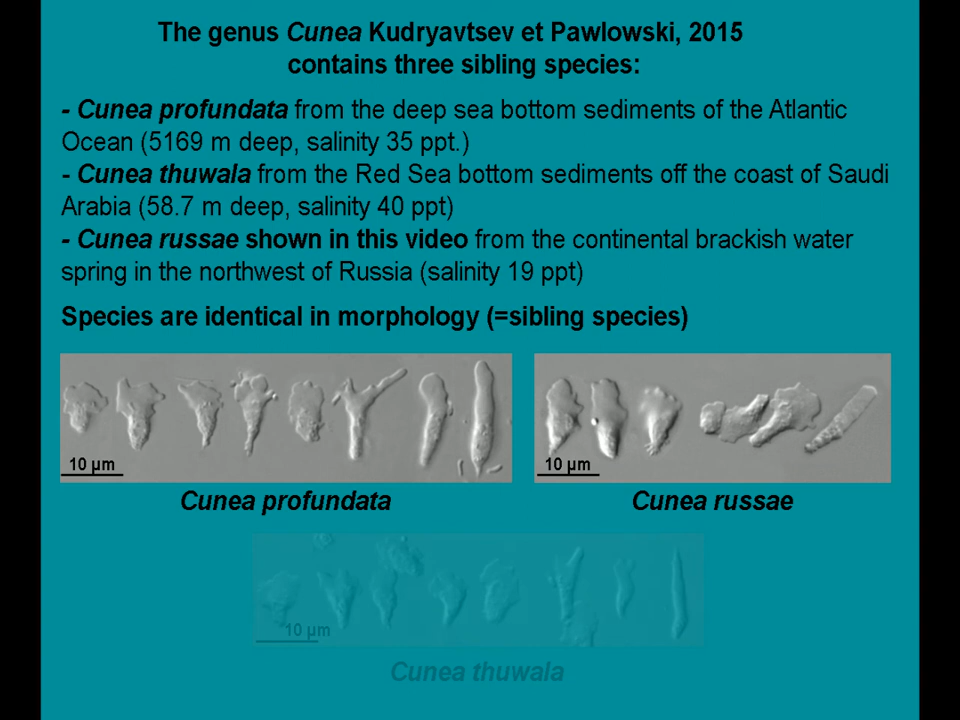 The genus Cunea Kudryavtsev et Pawlowski, 2015
contains three sibling species:
- Cunea profundata from the deep sea bottom sediments of the Atlantic
Ocean (5169 m deep, salinity 35 ppt.)
- Cunea thuwala from the Red Sea bottom sediments off the coast of Saudi
Arabia (58.7 m deep, salinity 40 ppt)
- Cunea russae shown in this video from the continental brackish water
spring in the northwest of Russia (salinity 19 ppt)
Species are identical in morphology (=sibling species)
10 µm
10 µm
Cunea profundata
Cunea russae
10 µm
Cunea thuwala